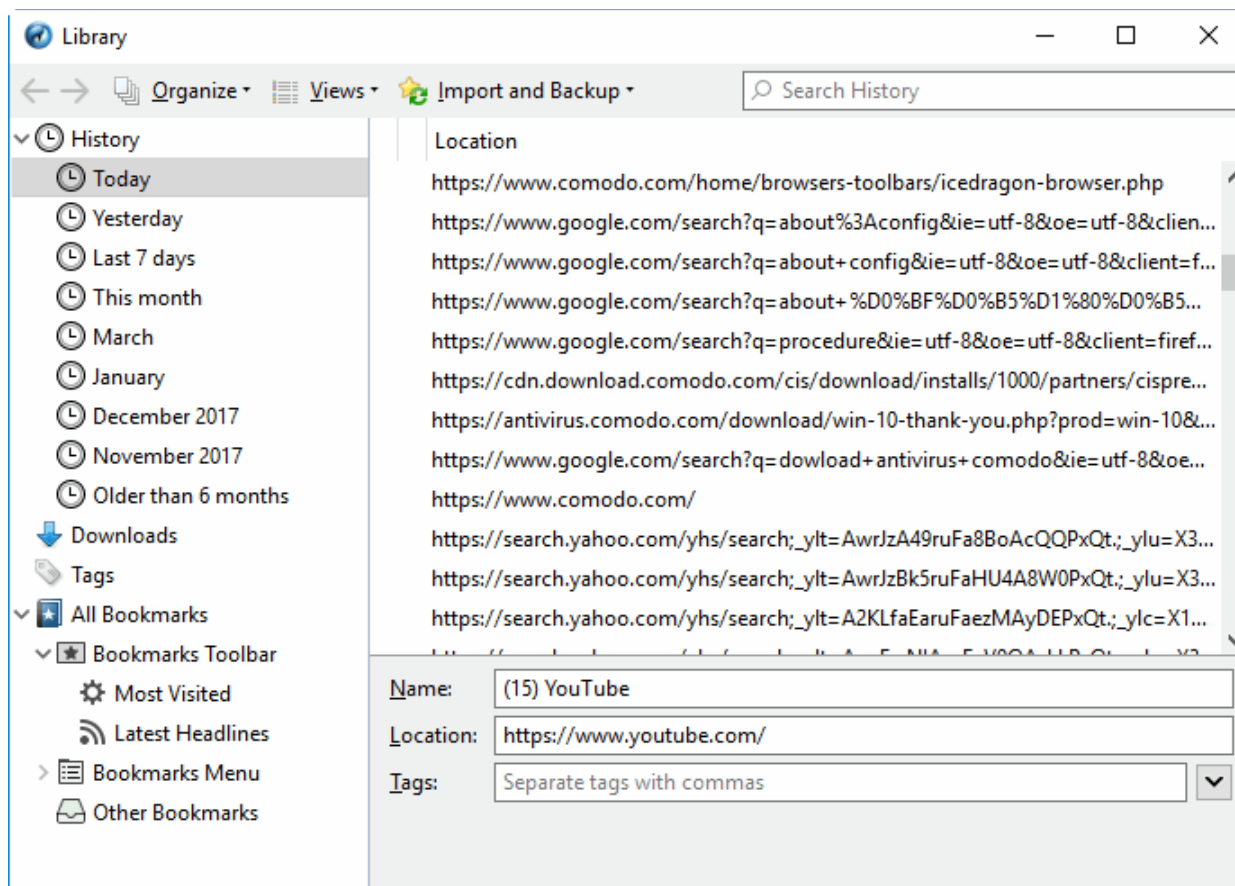 Library
Organize Views Import and Backup Search History
History
Today
Yesterday
Last 7 days
This month
March
January
December 2017
November 2017
Older than 6 months
Downloads
Tags
All Bookmarks
Bookmarks Toolbar
Most Visited
Latest Headlines
Bookmarks Menu
Other Bookmarks
Location
https://www.comodo.com/home/browsers-toolbars/icedragon-browser.php
https://www.google.com/search?q=about%3Aconfig&ie=utf-8&oe=utf-8&clien...
https://www.google.com/search?q=about+config&ie=utf-8&oe=utf-8&client=f...
https://www.google.com/search?q=about+%D0%BF%D0%B5%D1%80%D0%B5...
https://www.google.com/search?q=procedure&ie=utf-8&oe=utf-8&client=firef...
https://cdn.download.comodo.com/cis/download/installs/1000/partners/cispre...
https://antivirus.comodo.com/download/win-10-thank-you.php?prod=win-10&...
https://www.google.com/search?q=dowload+antivirus+comodo&ie=utf-8&oe...
https://www.comodo.com/
https://search.yahoo.com/yhs/search;_ylt=AwrJzA49ruFa8BoAcQQPxQt.;_ylu=X3...
https://search.yahoo.com/yhs/search;_ylt=AwrJzBk5ruFaHU4A8W0PxQt.;_ylu=X3...
https://search.yahoo.com/yhs/search;_ylt=A2KLfaEaruFaezMAyDEPxQt.;_ylc=X1...
Name: (15) YouTube
Location: https://www.youtube.com/
Tags: Separate tags with commas